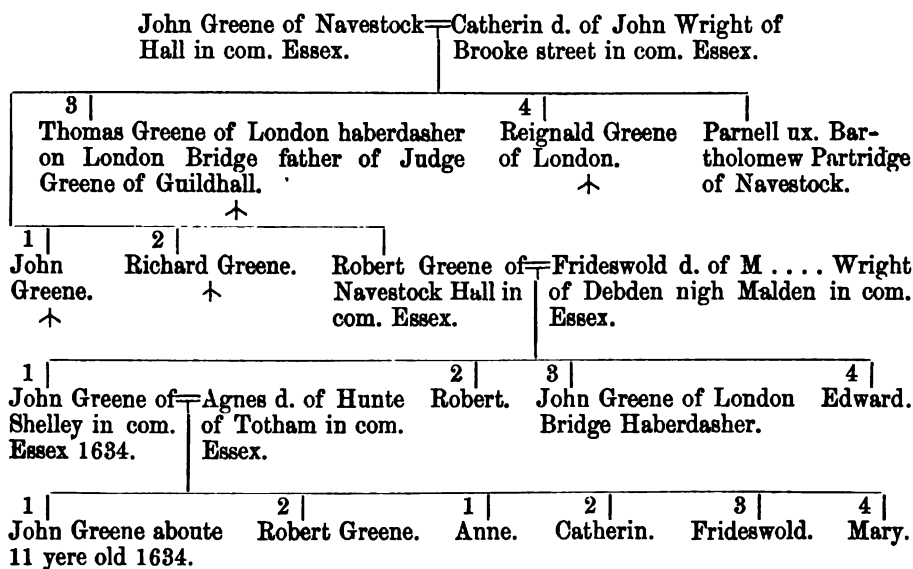 John Greene of Navestock Catherin d. of John Wright of
Hall in com. Essex. Brooke street in com. Essex.
3 4
Thomas Greene of London haberdasher Reignald Greene Parnell ux. Bar-
on London Bridge father of Judge of London. tholomew Partridge
Greene of Guildhall. of Navestock.
1 2
John Richard Greene. Robert Greene of Frideswold d. of M .... Wright
Greene. Navestock Hall in of Debden nigh Malden in com.
com. Essex. Essex.
1 2 3 4
John Greene of Agnes d. of Hunte Robert. John Greene of London Edward.
Shelley in com. of Totham in com. Bridge Haberdasher.
Essex 1634. Essex.
1 2 1 2 3 4
John Greene aboute Robert Greene. Anne. Catherin. Frideswold. Mary.
11 yere old 1634.